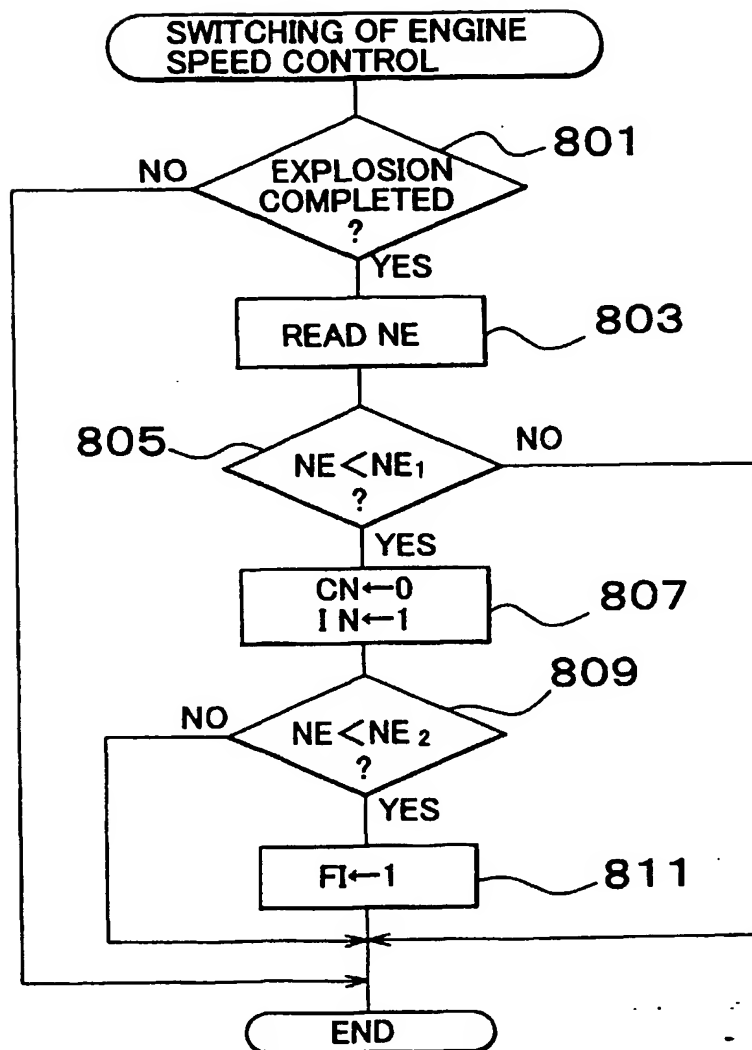 SWITCHING OF ENGINE
SPEED CONTROL
801
NO
EXPLOSION
COMPLETED
?
YES
READ NE
803
805
NO
NE<NE₁
?
YES
CN←0
IN←1
807
809
NO
NE<NE₂
?
YES
FI←1
811
END